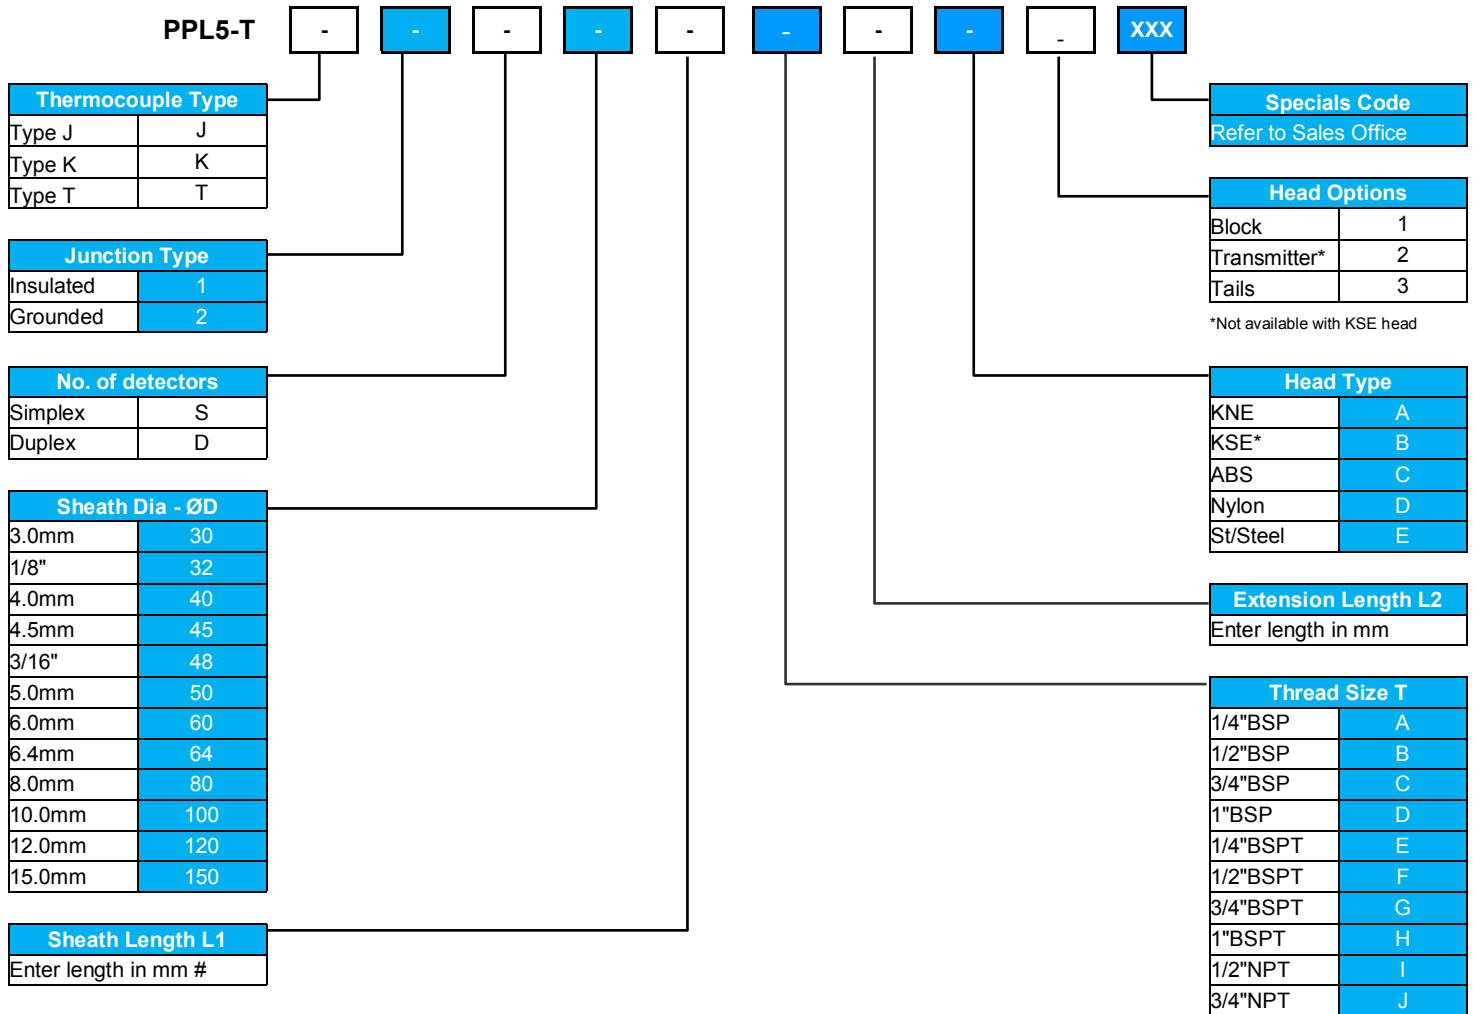 PPL5-T - - - - - - - - - XXX
Thermocouple Type
Type J J
Type K K
Type T T
Junction Type
Insulated 1
Grounded 2
No. of detectors
Simplex S
Duplex D
Sheath Dia - ØD
3.0mm 30
1/8" 32
4.0mm 40
4.5mm 45
3/16" 48
5.0mm 50
6.0mm 60
6.4mm 64
8.0mm 80
10.0mm 100
12.0mm 120
15.0mm 150
Sheath Length L1
Enter length in mm #
Specials Code
Refer to Sales Office
Head Options
Block 1
Transmitter* 2
Tails 3
*Not available with KSE head
Head Type
KNE A
KSE* B
ABS C
Nylon D
St/Steel E
Extension Length L2
Enter length in mm
Thread Size T
1/4"BSP A
1/2"BSP B
3/4"BSP C
1"BSP D
1/4"BSPT E
1/2"BSPT F
3/4"BSPT G
1"BSPT H
1/2"NPT I
3/4"NPT J